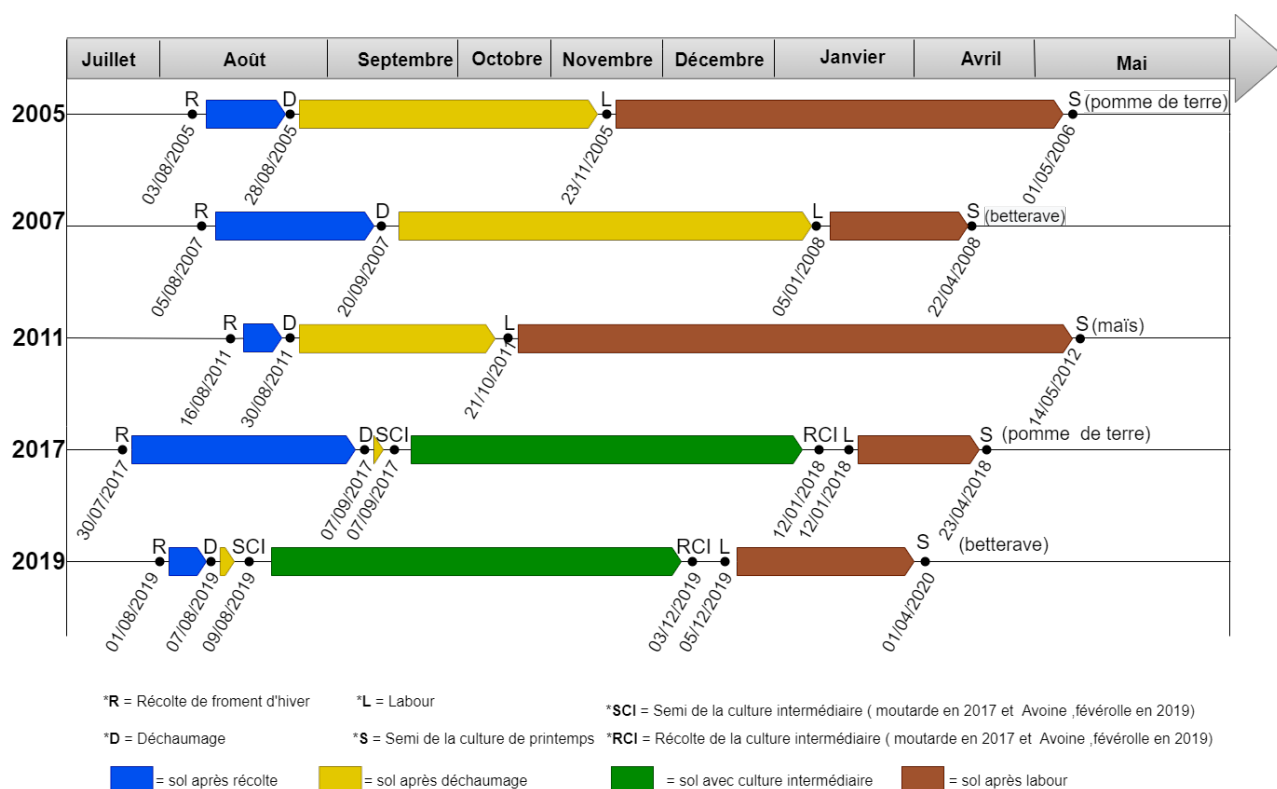 Juillet Août Septembre Octobre Novembre Décembre Janvier Avril Mai
2005 R D L S (pomme de terre)
03/08/2005 28/08/2005 23/11/2005 01/05/2006
2007 R D L S (betterave)
05/08/2007 20/09/2007 05/01/2008 22/04/2008
2011 R D L S (maïs)
16/08/2011 30/08/2011 21/10/2011 14/05/2012
2017 R D SCI RCI L S (pomme de terre)
30/07/2017 07/09/2017 07/09/2017 12/01/2018 12/01/2018 23/04/2018
2019 R D SCI RCI L S (betterave)
01/08/2019 07/08/2019 09/08/2019 03/12/2019 05/12/2019 01/04/2020
*R = Récolte de froment d'hiver *L = Labour *SCI = Semi de la culture intermédiaire ( moutarde en 2017 et Avoine ,févérolle en 2019)
*D = Déchaumage *S = Semi de la culture de printemps *RCI = Récolte de la culture intermédiaire ( moutarde en 2017 et Avoine ,févérolle en 2019)
= sol après récolte = sol après déchaumage = sol avec culture intermédiaire = sol après labour